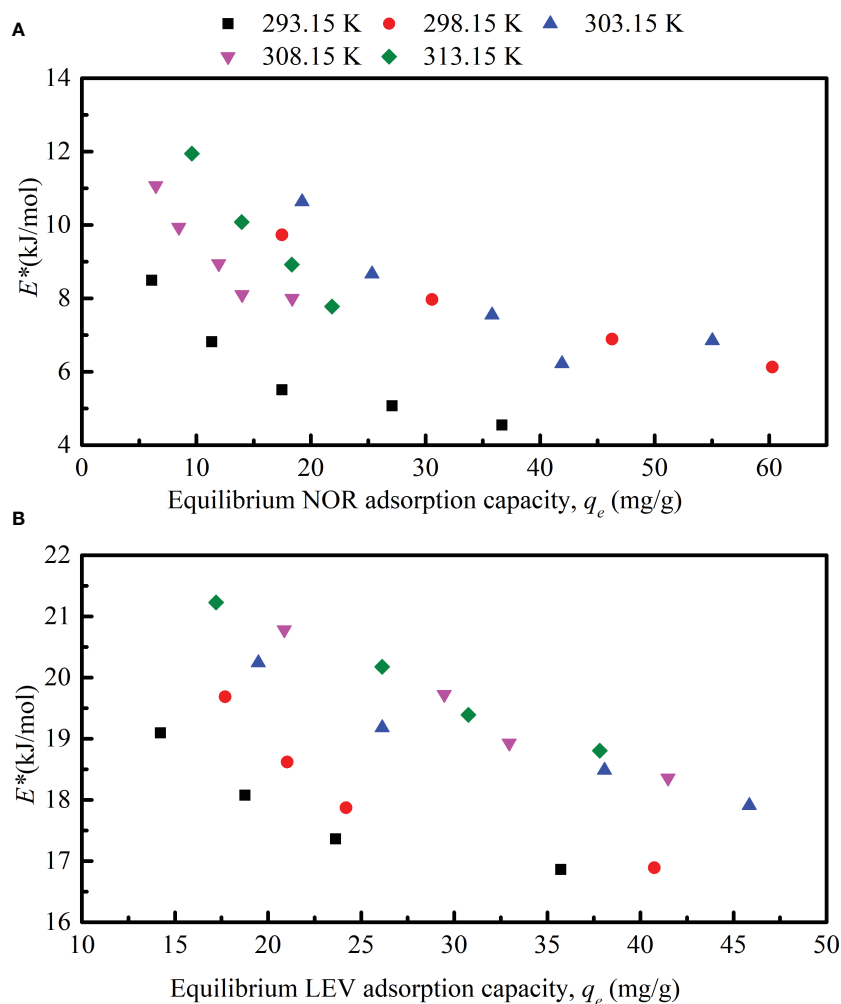 A
293.15 K 298.15 K 303.15 K
308.15 K 313.15 K
14
12
10
8
6
4
E*(kJ/mol)
0 10 20 30 40 50 60
Equilibrium NOR adsorption capacity, qe (mg/g)
B
22
21
20
19
18
17
16
E*(kJ/mol)
10 15 20 25 30 35 40 45 50
Equilibrium LEV adsorption capacity, qe (mg/g)